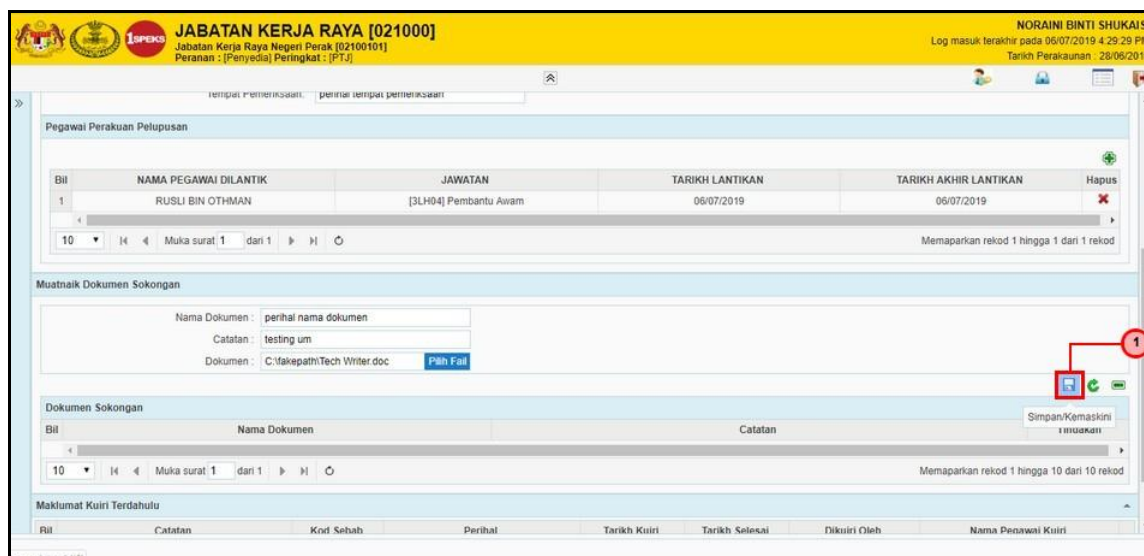 1SPEKS
JABATAN KERJA RAYA [021000]
Jabatan Kerja Raya Negeri Perak [02100101]
Peranan : [Penyedia] Peringkat : [PTJ]
NORAINI BINTI SHUKAIS
Log masuk terakhir pada 06/07/2019 4:29:29 PM
Tarikh Perakaunan : 28/06/201
Tempat Pemeriksaan: perihal tempat pemeriksaan
Pegawai Perakuan Pelupusan
Bil NAMA PEGAWAI DILANTIK JAWATAN TARIKH LANTIKAN TARIKH AKHIR LANTIKAN Hapus
1 RUSLI BIN OTHMAN [3LH04] Pembantu Awam 06/07/2019 06/07/2019
10 Muka surat 1 dari 1 Memaparkan rekod 1 hingga 1 dari 1 rekod
Muatnaik Dokumen Sokongan
Nama Dokumen : perihal nama dokumen
Catatan : testing um
Dokumen : C:\fakepath\Tech Writer.doc Pilih Fail
1
Simpan/Kemaskini
Dokumen Sokongan
Bil Nama Dokumen Catatan Tindakan
10 Muka surat 1 dari 1 Memaparkan rekod 1 hingga 10 dari 10 rekod
Maklumat Kuiri Terdahulu
Bil Catatan Kod Sebab Perihal Tarikh Kuiri Tarikh Selesai Dikuiri Oleh Nama Pegawai Kuiri